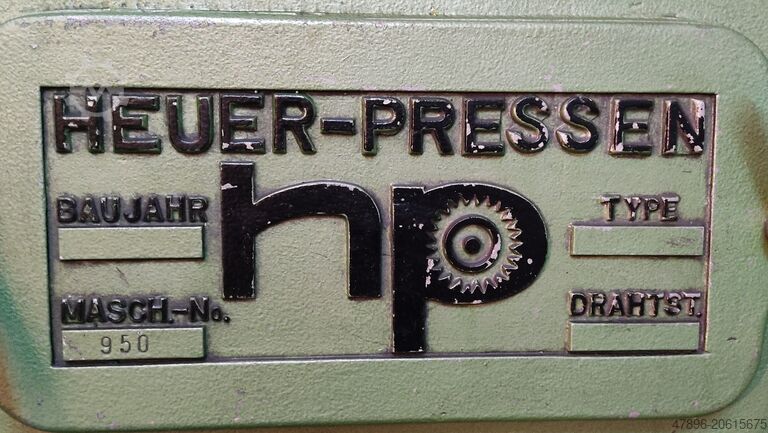 HEUER-PRESSEN
BAUJAHR
TYPE
hp
MASCH.-No.
DRAHTST.
950
47896-20615675